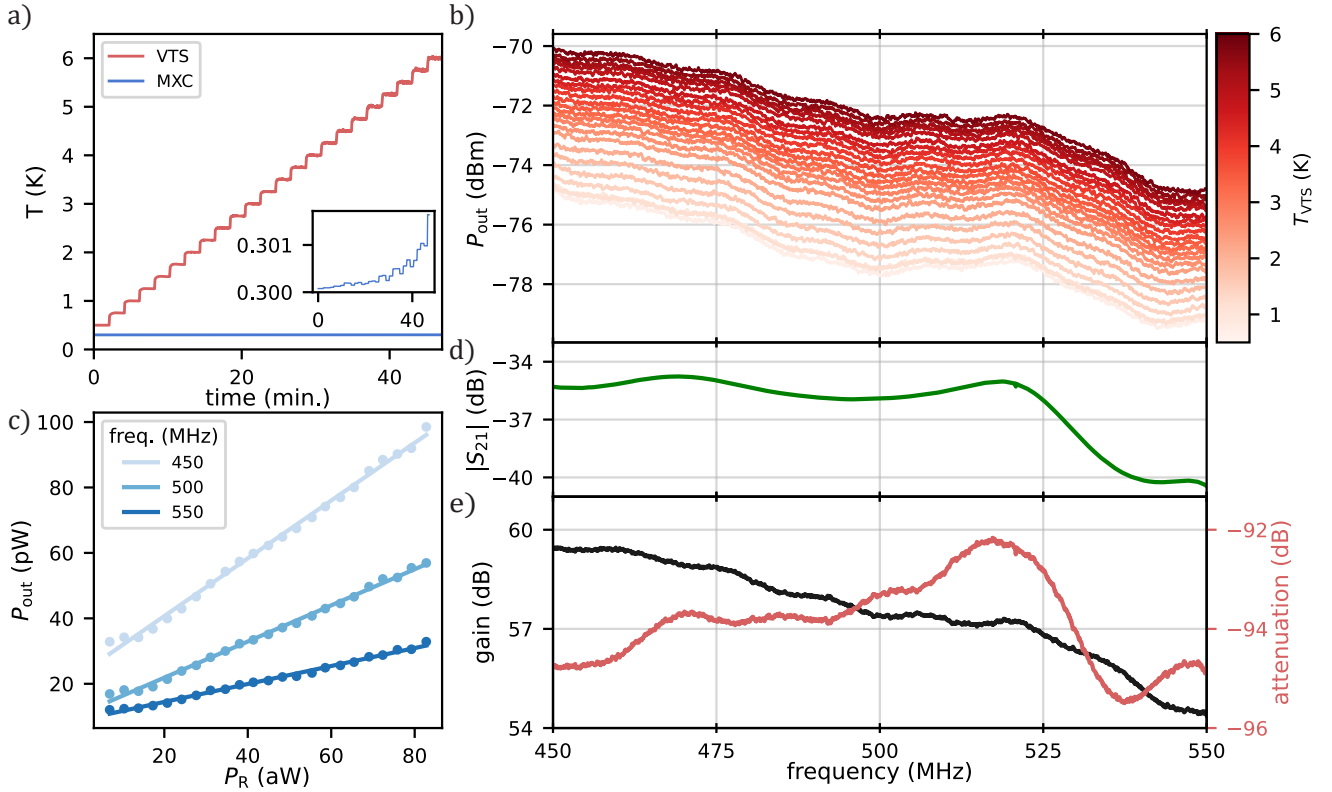 a)
6
5
4
3
2
1
0
T (K)
VTS
MXC
0.301
0.300
0
40
0
20
40
time (min.)
b)
−70
−72
−74
−76
−78
P_out (dBm)
6
5
4
3
2
1
T_VTS (K)
c)
100
80
60
40
20
P_out (pW)
freq. (MHz)
450
500
550
20
40
60
80
P_R (aW)
d)
−34
−37
−40
|S_21| (dB)
e)
60
57
54
gain (dB)
−92
−94
−96
attenuation (dB)
450
475
500
525
550
frequency (MHz)